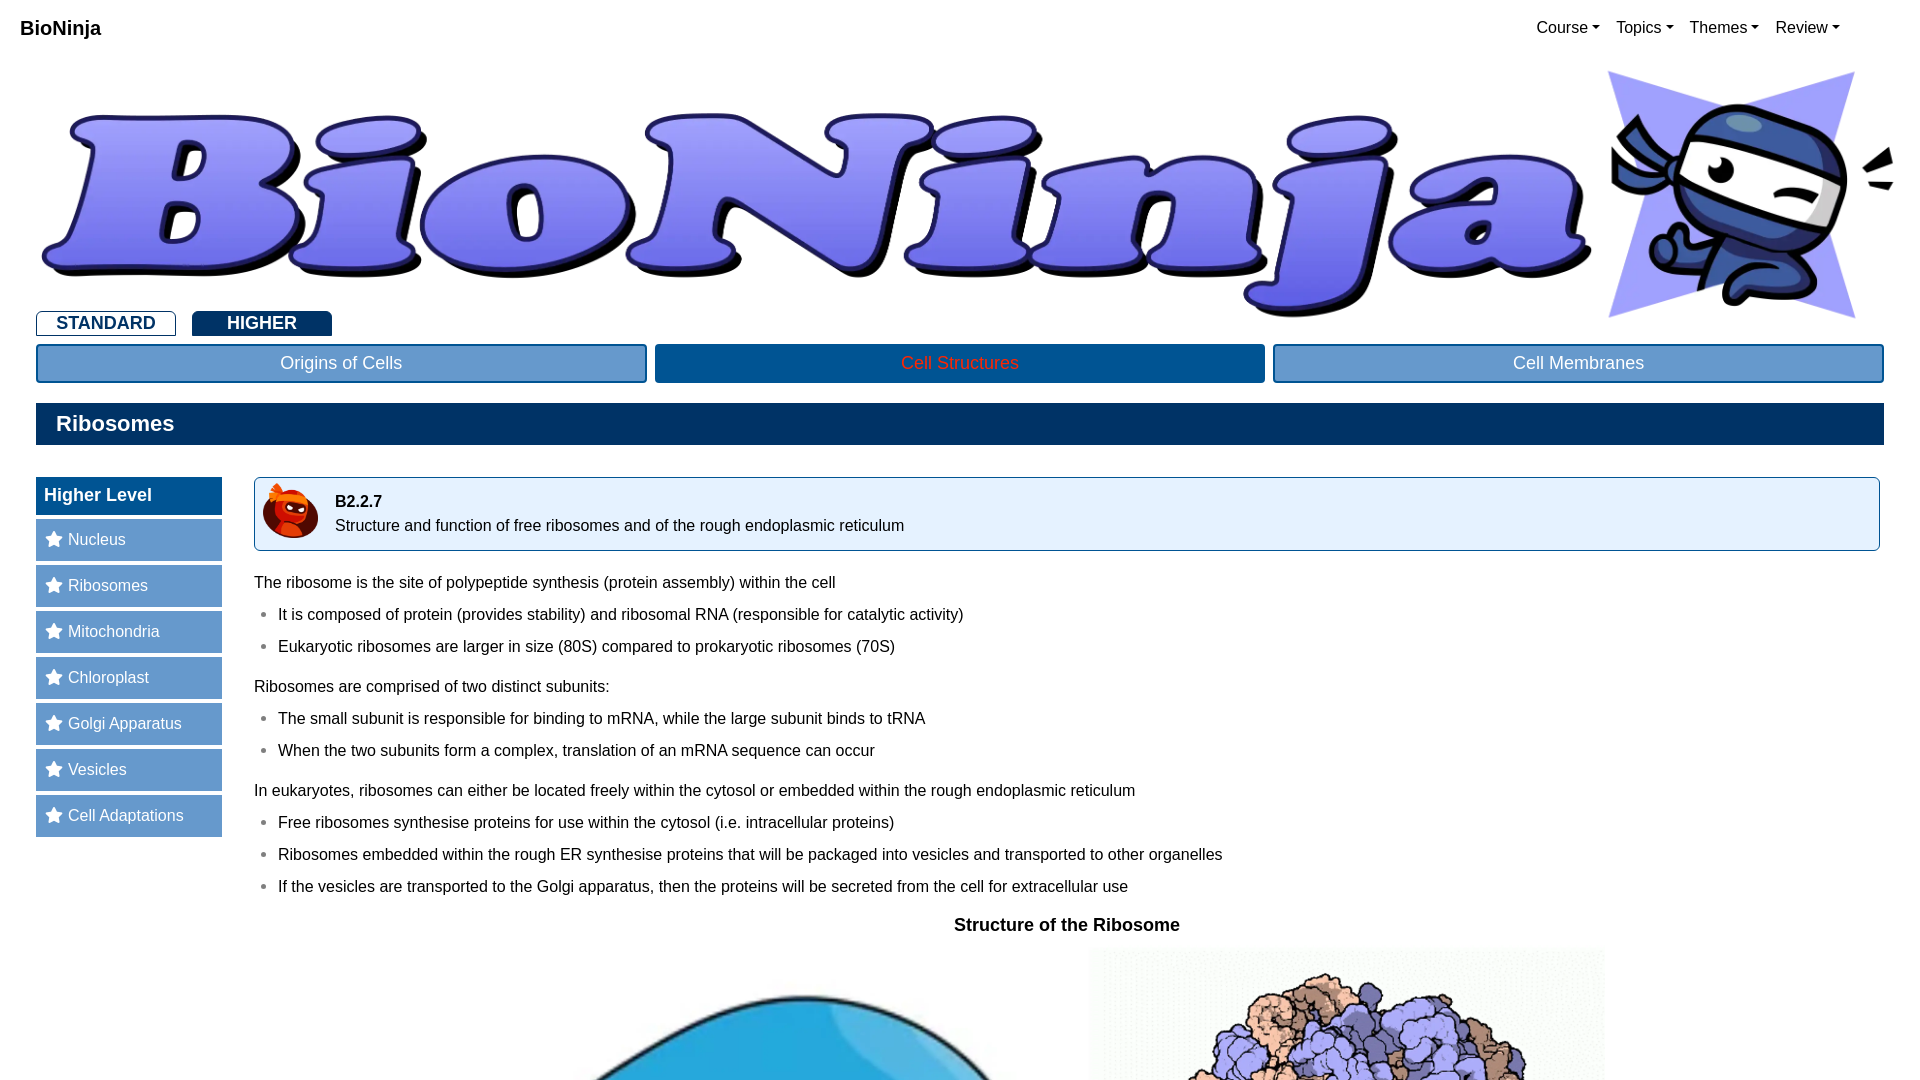 BioNinja
Course
Topics
Themes
Review
BioNinja
STANDARD
HIGHER
Origins of Cells
Cell Structures
Cell Membranes
Ribosomes
Higher Level
Nucleus
Ribosomes
Mitochondria
Chloroplast
Golgi Apparatus
Vesicles
Cell Adaptations
B2.2.7
Structure and function of free ribosomes and of the rough endoplasmic reticulum
The ribosome is the site of polypeptide synthesis (protein assembly) within the cell
It is composed of protein (provides stability) and ribosomal RNA (responsible for catalytic activity)
Eukaryotic ribosomes are larger in size (80S) compared to prokaryotic ribosomes (70S)
Ribosomes are comprised of two distinct subunits:
The small subunit is responsible for binding to mRNA, while the large subunit binds to tRNA
When the two subunits form a complex, translation of an mRNA sequence can occur
In eukaryotes, ribosomes can either be located freely within the cytosol or embedded within the rough endoplasmic reticulum
Free ribosomes synthesise proteins for use within the cytosol (i.e. intracellular proteins)
Ribosomes embedded within the rough ER synthesise proteins that will be packaged into vesicles and transported to other organelles
If the vesicles are transported to the Golgi apparatus, then the proteins will be secreted from the cell for extracellular use
Structure of the Ribosome